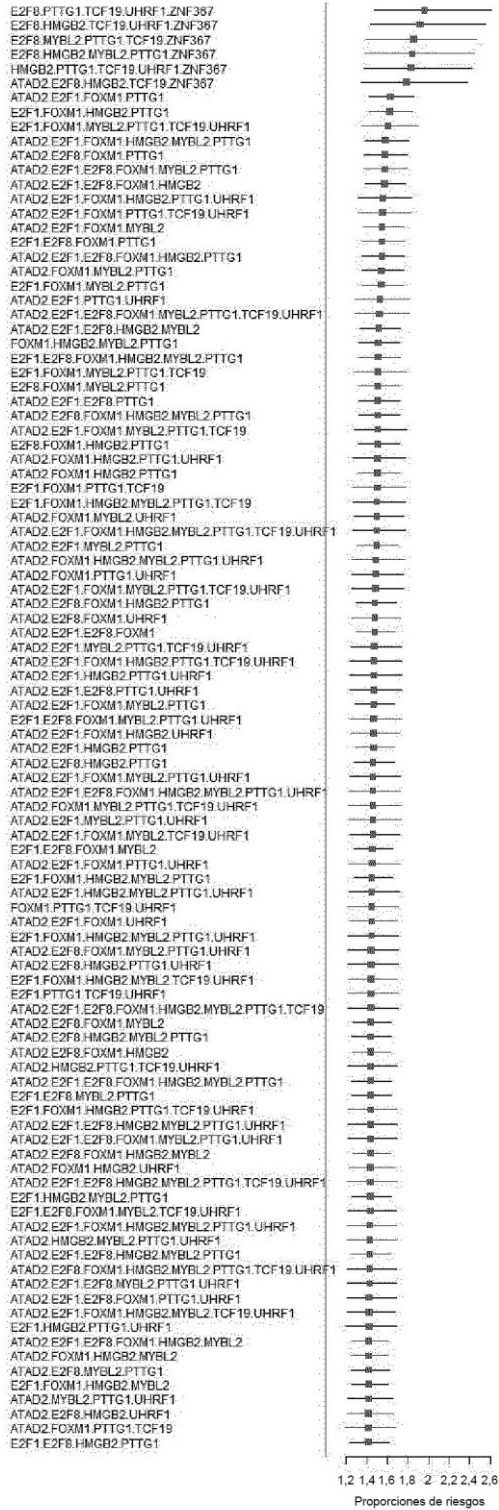 E2F8.PTTG1.TCF19.UHRF1.ZNF367
E2F8.HMGB2.TCF19.UHRF1.ZNF367
E2F8.MYBL2.PTTG1.TCF19.ZNF367
E2F8.HMGB2.MYBL2.PTTG1.ZNF367
HMGB2.PTTG1.TCF19.UHRF1.ZNF367
ATAD2.E2F8.HMGB2.TCF19.ZNF367
ATAD2.E2F1.FOXM1.PTTG1
E2F1.FOXM1.HMGB2.PTTG1
E2F1.FOXM1.MYBL2.PTTG1.TCF19.UHRF1
ATAD2.E2F1.FOXM1.HMGB2.MYBL2.PTTG1
ATAD2.E2F8.FOXM1.PTTG1
ATAD2.E2F1.E2F8.FOXM1.MYBL2.PTTG1
ATAD2.E2F1.E2F8.FOXM1.HMGB2
ATAD2.E2F1.FOXM1.HMGB2.PTTG1.UHRF1
ATAD2.E2F1.FOXM1.PTTG1.TCF19.UHRF1
ATAD2.E2F1.FOXM1.MYBL2
E2F1.E2F8.FOXM1.PTTG1
ATAD2.E2F1.E2F8.FOXM1.HMGB2.PTTG1
ATAD2.FOXM1.MYBL2.PTTG1
E2F1.FOXM1.MYBL2.PTTG1
ATAD2.E2F1.PTTG1.UHRF1
ATAD2.E2F1.E2F8.FOXM1.MYBL2.PTTG1.TCF19.UHRF1
ATAD2.E2F1.E2F8.HMGB2.MYBL2
FOXM1.HMGB2.MYBL2.PTTG1
E2F1.E2F8.FOXM1.HMGB2.MYBL2.PTTG1
E2F1.FOXM1.MYBL2.PTTG1.TCF19
E2F8.FOXM1.MYBL2.PTTG1
ATAD2.E2F1.E2F8.PTTG1
ATAD2.E2F8.FOXM1.HMGB2.MYBL2.PTTG1
ATAD2.E2F1.FOXM1.MYBL2.PTTG1.TCF19
E2F8.FOXM1.HMGB2.PTTG1
ATAD2.FOXM1.HMGB2.PTTG1.UHRF1
ATAD2.FOXM1.HMGB2.PTTG1
E2F1.FOXM1.PTTG1.TCF19
E2F1.FOXM1.HMGB2.MYBL2.PTTG1.TCF19
ATAD2.FOXM1.MYBL2.UHRF1
ATAD2.E2F1.FOXM1.HMGB2.MYBL2.PTTG1.TCF19.UHRF1
ATAD2.E2F1.MYBL2.PTTG1
ATAD2.FOXM1.HMGB2.MYBL2.PTTG1.UHRF1
ATAD2.FOXM1.PTTG1.UHRF1
ATAD2.E2F1.FOXM1.MYBL2.PTTG1.TCF19.UHRF1
ATAD2.E2F8.FOXM1.HMGB2.PTTG1
ATAD2.E2F8.FOXM1.UHRF1
ATAD2.E2F1.E2F8.FOXM1
ATAD2.E2F1.MYBL2.PTTG1.TCF19.UHRF1
ATAD2.E2F1.FOXM1.HMGB2.PTTG1.TCF19.UHRF1
ATAD2.E2F1.HMGB2.PTTG1.UHRF1
ATAD2.E2F1.E2F8.PTTG1.UHRF1
ATAD2.E2F1.FOXM1.MYBL2.PTTG1
E2F1.E2F8.FOXM1.MYBL2.PTTG1.UHRF1
ATAD2.E2F1.FOXM1.HMGB2.UHRF1
ATAD2.E2F1.HMGB2.PTTG1
ATAD2.E2F8.HMGB2.PTTG1
ATAD2.E2F1.FOXM1.MYBL2.PTTG1.UHRF1
ATAD2.E2F1.E2F8.FOXM1.HMGB2.MYBL2.PTTG1.UHRF1
ATAD2.FOXM1.MYBL2.PTTG1.TCF19.UHRF1
ATAD2.E2F1.MYBL2.PTTG1.UHRF1
ATAD2.E2F1.FOXM1.MYBL2.TCF19.UHRF1
E2F1.E2F8.FOXM1.MYBL2
ATAD2.E2F1.FOXM1.PTTG1.UHRF1
E2F1.FOXM1.HMGB2.MYBL2.PTTG1
ATAD2.E2F1.HMGB2.MYBL2.PTTG1.UHRF1
FOXM1.PTTG1.TCF19.UHRF1
ATAD2.E2F1.FOXM1.UHRF1
E2F1.FOXM1.HMGB2.MYBL2.PTTG1.UHRF1
ATAD2.E2F8.FOXM1.MYBL2.PTTG1.UHRF1
ATAD2.E2F8.HMGB2.PTTG1.UHRF1
E2F1.FOXM1.HMGB2.MYBL2.TCF19.UHRF1
E2F1.PTTG1.TCF19.UHRF1
ATAD2.E2F1.E2F8.FOXM1.HMGB2.MYBL2.PTTG1.TCF19
ATAD2.E2F8.FOXM1.MYBL2
ATAD2.E2F8.HMGB2.MYBL2.PTTG1
ATAD2.E2F8.FOXM1.HMGB2
ATAD2.HMGB2.PTTG1.TCF19.UHRF1
ATAD2.E2F1.E2F8.FOXM1.HMGB2.MYBL2.PTTG1
E2F1.E2F8.MYBL2.PTTG1
E2F1.FOXM1.HMGB2.PTTG1.TCF19.UHRF1
ATAD2.E2F1.E2F8.HMGB2.MYBL2.PTTG1.UHRF1
ATAD2.E2F1.E2F8.FOXM1.MYBL2.PTTG1.UHRF1
ATAD2.E2F8.FOXM1.HMGB2.MYBL2
ATAD2.FOXM1.HMGB2.UHRF1
ATAD2.E2F1.E2F8.HMGB2.MYBL2.PTTG1.TCF19.UHRF1
E2F1.HMGB2.MYBL2.PTTG1
E2F1.E2F8.FOXM1.MYBL2.TCF19.UHRF1
ATAD2.E2F1.FOXM1.HMGB2.MYBL2.PTTG1.UHRF1
ATAD2.HMGB2.MYBL2.PTTG1.UHRF1
ATAD2.E2F1.E2F8.HMGB2.MYBL2.PTTG1
ATAD2.E2F8.FOXM1.HMGB2.MYBL2.PTTG1.TCF19.UHRF1
ATAD2.E2F1.E2F8.MYBL2.PTTG1.UHRF1
ATAD2.E2F1.E2F8.FOXM1.PTTG1.UHRF1
ATAD2.E2F1.FOXM1.HMGB2.MYBL2.TCF19.UHRF1
E2F1.HMGB2.PTTG1.UHRF1
ATAD2.E2F1.E2F8.FOXM1.HMGB2.MYBL2
ATAD2.FOXM1.HMGB2.MYBL2
ATAD2.E2F8.MYBL2.PTTG1
E2F1.FOXM1.HMGB2.MYBL2
ATAD2.MYBL2.PTTG1.UHRF1
ATAD2.E2F8.HMGB2.UHRF1
ATAD2.FOXM1.PTTG1.TCF19
E2F1.E2F8.HMGB2.PTTG1
1,2 1,4 1,6 1,8 2 2,2 2,4 2,6
Proporciones de riesgos